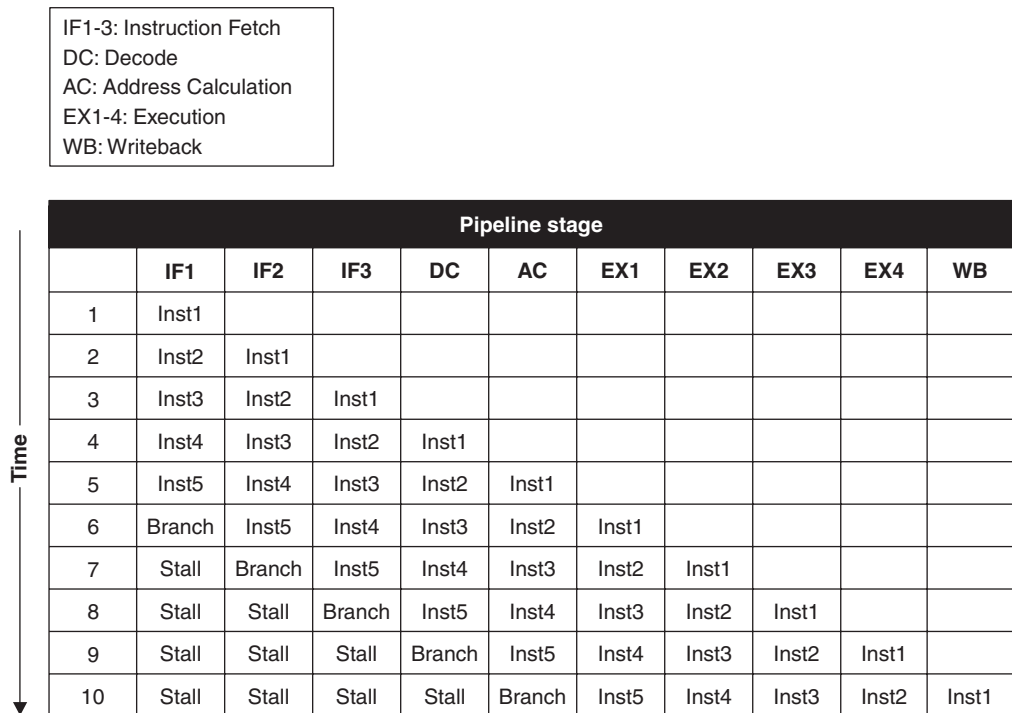 IF1-3: Instruction Fetch
DC: Decode
AC: Address Calculation
EX1-4: Execution
WB: Writeback
Pipeline stage
IF1 IF2 IF3 DC AC EX1 EX2 EX3 EX4 WB
1 Inst1
2 Inst2 Inst1
3 Inst3 Inst2 Inst1
4 Inst4 Inst3 Inst2 Inst1
5 Inst5 Inst4 Inst3 Inst2 Inst1
6 Branch Inst5 Inst4 Inst3 Inst2 Inst1
7 Stall Branch Inst5 Inst4 Inst3 Inst2 Inst1
8 Stall Stall Branch Inst5 Inst4 Inst3 Inst2 Inst1
9 Stall Stall Stall Branch Inst5 Inst4 Inst3 Inst2 Inst1
10 Stall Stall Stall Stall Branch Inst5 Inst4 Inst3 Inst2 Inst1
Time